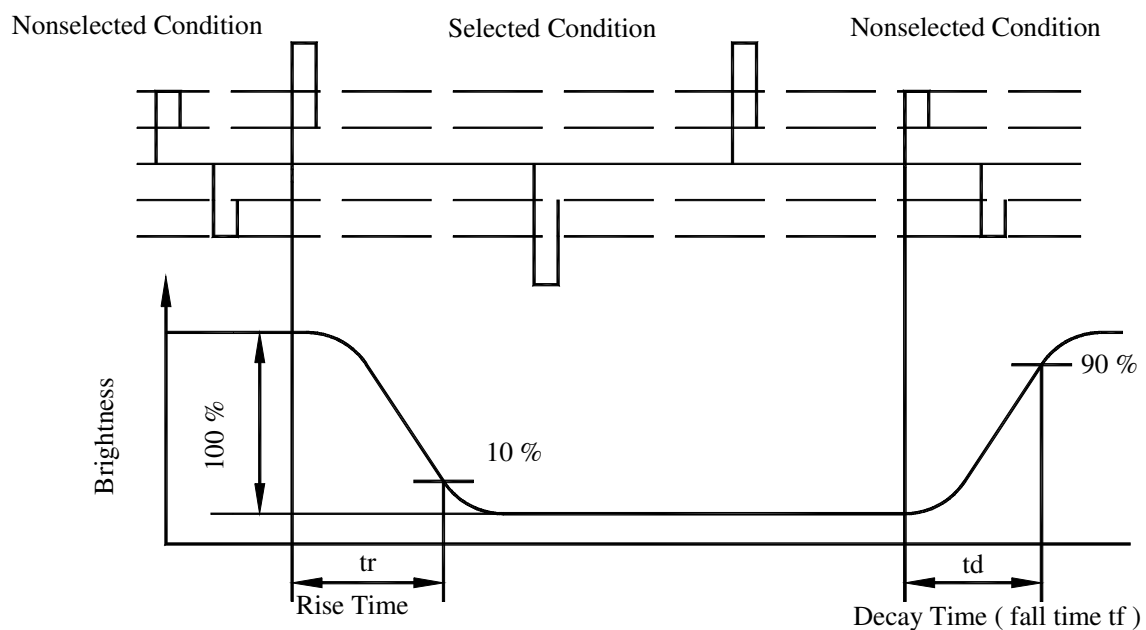 Nonselected Condition
Selected Condition
Nonselected Condition
Brightness
100 %
10 %
90 %
tr
Rise Time
td
Decay Time ( fall time tf )